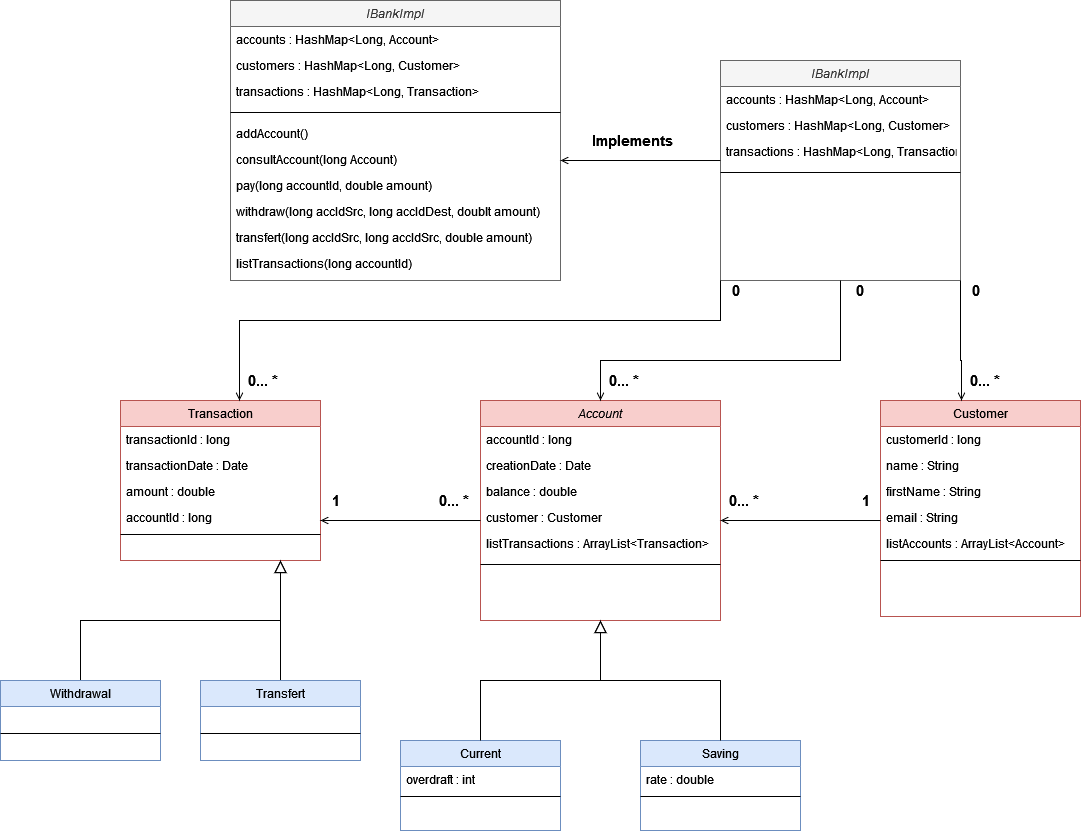 IBankImpl
accounts : HashMap<Long, Account>
customers : HashMap<Long, Customer>
transactions : HashMap<Long, Transaction>
addAccount()
consultAccount(long Account)
pay(long accountId, double amount)
withdraw(long accIdSrc, long accIdDest, doublt amount)
transfert(long accIdSrc, long accIdSrc, double amount)
listTransactions(long accountId)
Implements
IBankImpl
accounts : HashMap<Long, Account>
customers : HashMap<Long, Customer>
transactions : HashMap<Long, Transactio
0
0
0
0... *
0... *
0... *
Transaction
transactionId : long
transactionDate : Date
amount : double
accountId : long
1
0... *
Account
accountId : long
creationDate : Date
balance : double
customer : Customer
listTransactions : ArrayList<Transaction>
0... *
1
Customer
customerId : long
name : String
firstName : String
email : String
listAccounts : ArrayList<Account>
Withdrawal
Transfert
Current
overdraft : int
Saving
rate : double